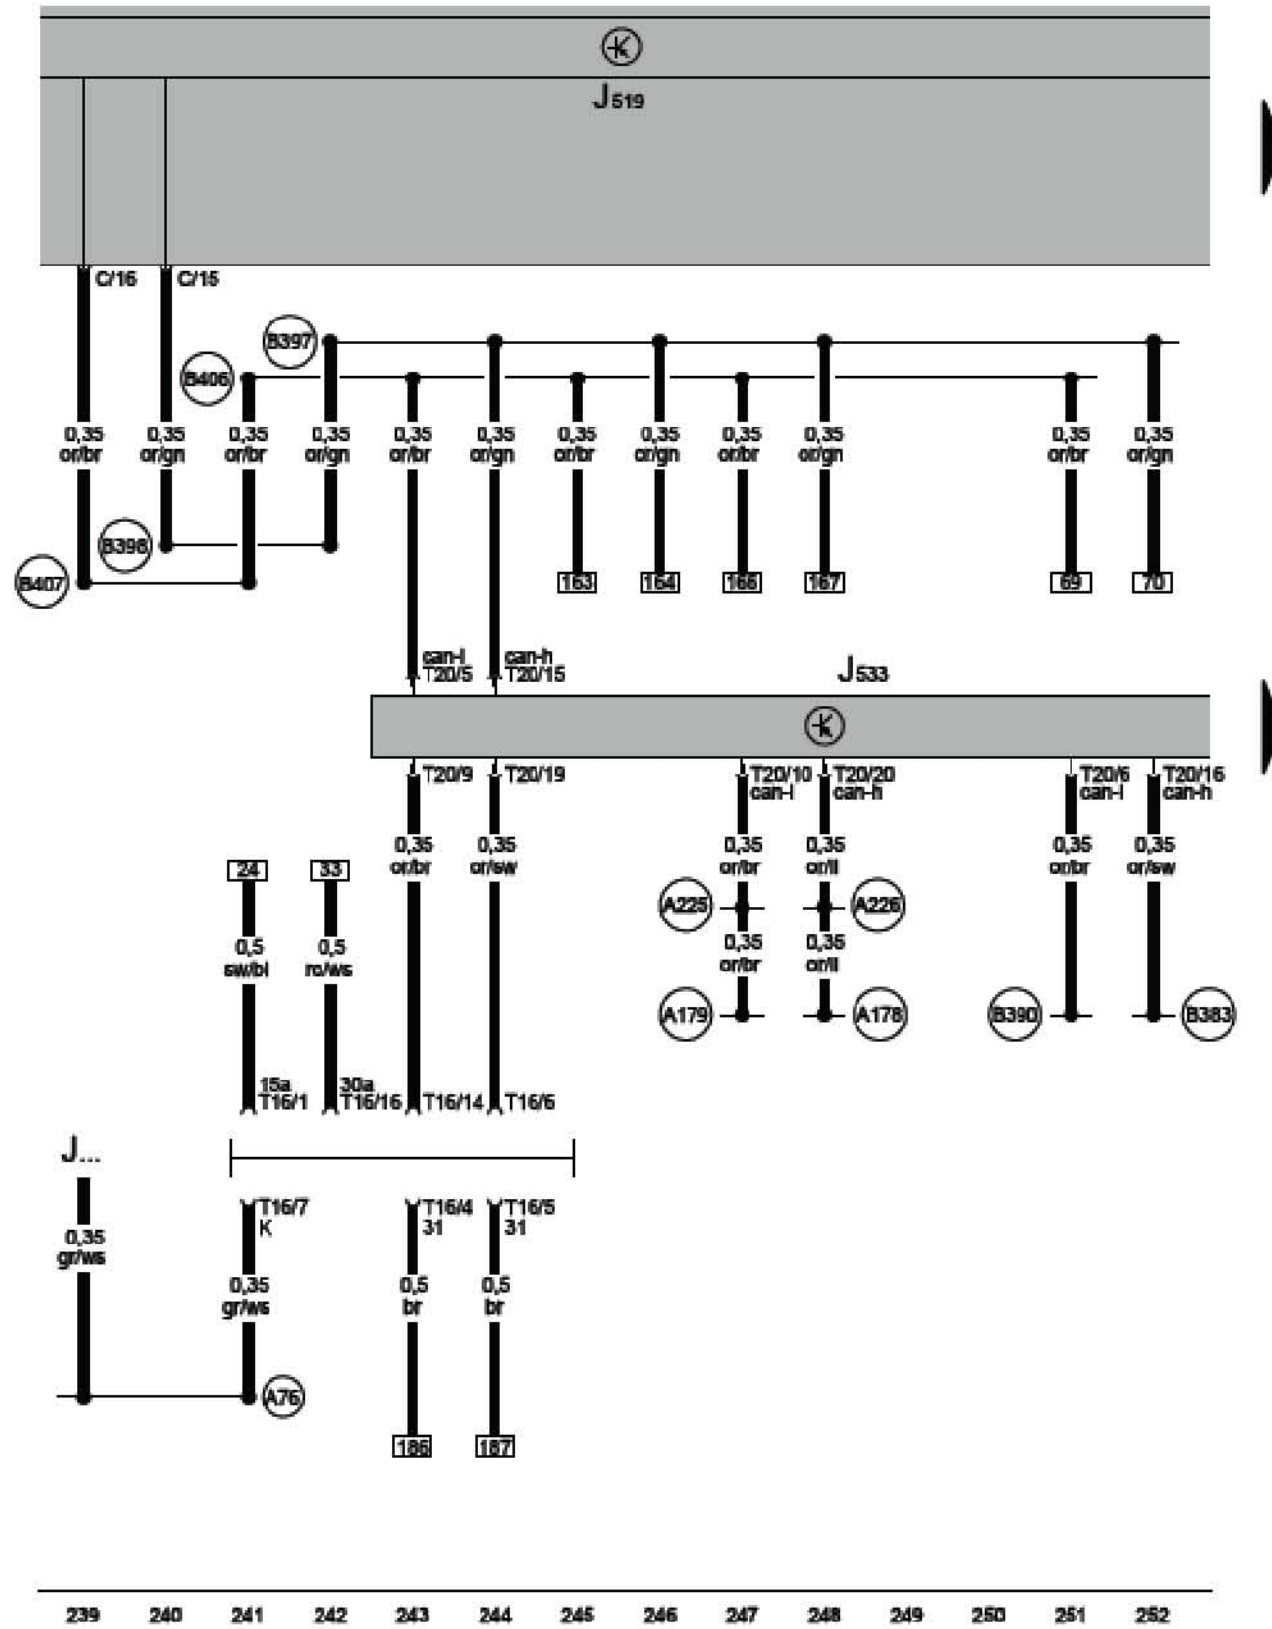 J519
C/16 C/15
B397
B406
0,35 0,35 0,35 0,35 0,35 0,35 0,35 0,35 0,35 0,35 0,35 0,35
or/br or/gn or/br or/gn or/br or/gn or/br or/gn or/br or/gn or/br or/gn
B398
B407
163 164 166 167 69 70
can-l can-h
T20/5 T20/15
J533
T20/9 T20/19 T20/10 T20/20 T20/6 T20/16
can-l can-h can-l can-h
0,35 0,35 0,35 0,35 0,35 0,35
or/br or/sw or/br or/li or/br or/sw
24 33
A225 A226
0,5 0,5 0,35 0,35
sw/bl ro/ws or/br or/li
A179 A178 B390 B383
15a 30a
T16/1 T16/16 T16/14 T16/6
J...
T16/7 T16/4 T16/5
K 31 31
0,35
gr/ws
0,35 0,5 0,5
gr/ws br br
A76
186 187
239 240 241 242 243 244 245 246 247 248 249 250 251 252